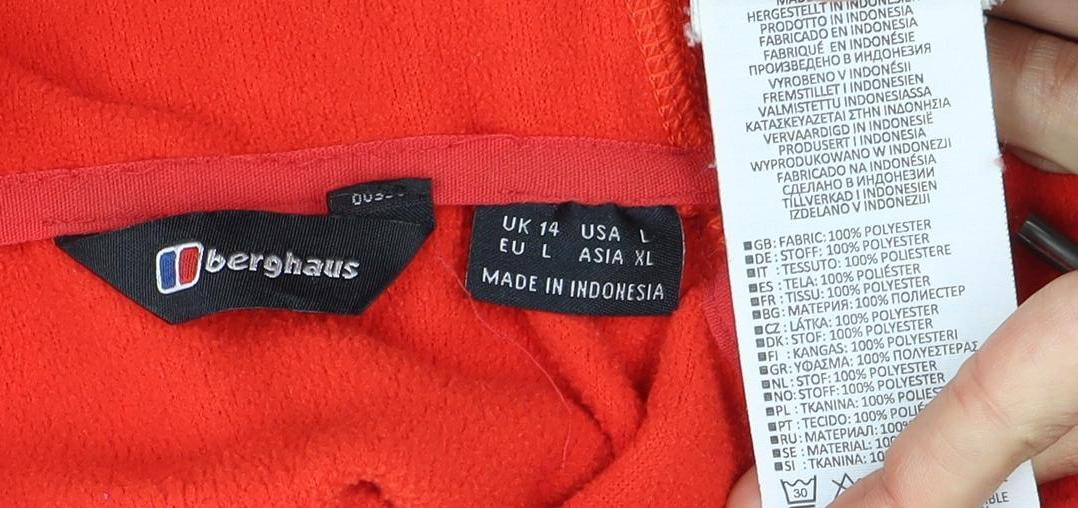 berghaus
UK 14 USA L
EU L ASIA XL
MADE IN INDONESIA
HERGESTELLT IN INDONESIEN
PRODOTTO IN INDONESIA
FABRICADO EN INDONESIA
FABRIQUÉ EN INDONÉSIE
ПРОИЗВЕДЕНО В ИНДОНЕЗИЯ
VYROBENO V INDONÉSII
FREMSTILLET I INDONESIEN
VALMISTETTU INDONESIASSA
ΚΑΤΑΣΚΕΥΑΖΕΤΑΙ ΣΤΗΝ ΙΝΔΟΝΗΣΙΑ
VERVAARDIGD IN INDONESIË
PRODUSERT I INDONESIA
WYPRODUKOWANO W INDONEZJI
FABRICADO NA INDONÉSIA
СДЕЛАНО В ИНДОНЕЗИИ
TILLVERKAD I INDONESIEN
IZDELANO V INDONEZIJI
GB: FABRIC: 100% POLYESTER
DE: STOFF: 100% POLYESTER
IT : TESSUTO: 100% POLIESTERE
ES : TELA: 100% POLIÉSTER
FR : TISSU: 100% POLYESTER
BG: МАТЕРИЯ: 100% ПОЛИЕСТЕР
CZ : LÁTKA: 100% POLYESTER
DK : STOF: 100% POLYESTER
FI : KANGAS: 100% POLYESTERI
GR: ΥΦΑΣΜΑ: 100% ΠΟΛΥΕΣΤΕΡΑΣ
NL: STOF: 100% POLYESTER
NO: STOFF: 100% POLYESTER
PL : TKANINA: 100% POLIES
PT : TECIDO: 100% POLI
RU : МАТЕРИАЛ: 100
SE : MATERIAL: 10
SI : TKANINA: 10
30